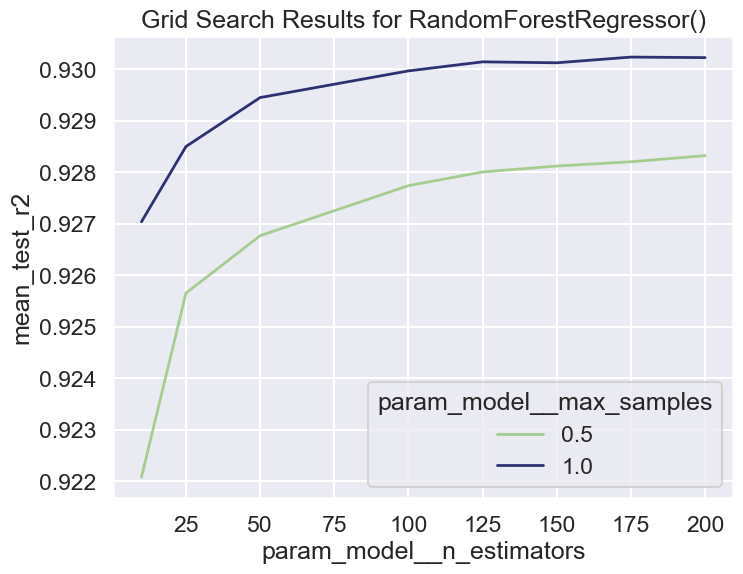 Grid Search Results for RandomForestRegressor()
mean_test_r2
0.930
0.929
0.928
0.927
0.926
0.925
0.924
0.923
0.922
param_model__max_samples
0.5
1.0
25 50 75 100 125 150 175 200
param_model__n_estimators